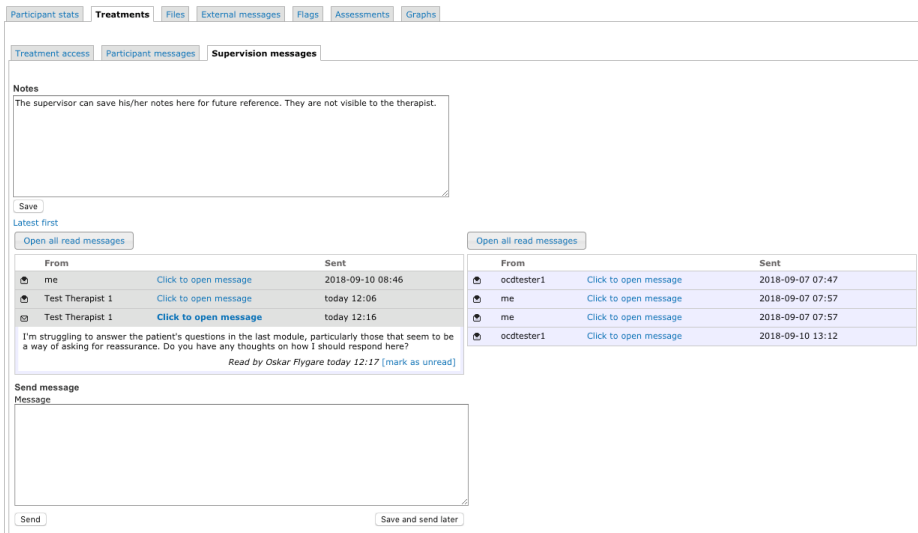 Participant stats Treatments Files External messages Flags Assessments Graphs
Treatment access Participant messages Supervision messages
Notes
The supervisor can save his/her notes here for future reference. They are not visible to the therapist.
Save
Latest first
Open all read messages
From Sent
me Click to open message 2018-09-10 08:46
Test Therapist 1 Click to open message today 12:06
Test Therapist 1 Click to open message today 12:16
I'm struggling to answer the patient's questions in the last module, particularly those that seem to be
a way of asking for reassurance. Do you have any thoughts on how I should respond here?
Read by Oskar Flygare today 12:17 [mark as unread]
Open all read messages
From Sent
ocdtester1 Click to open message 2018-09-07 07:47
me Click to open message 2018-09-07 07:57
me Click to open message 2018-09-07 07:57
ocdtester1 Click to open message 2018-09-10 13:12
Send message
Message
Send Save and send later